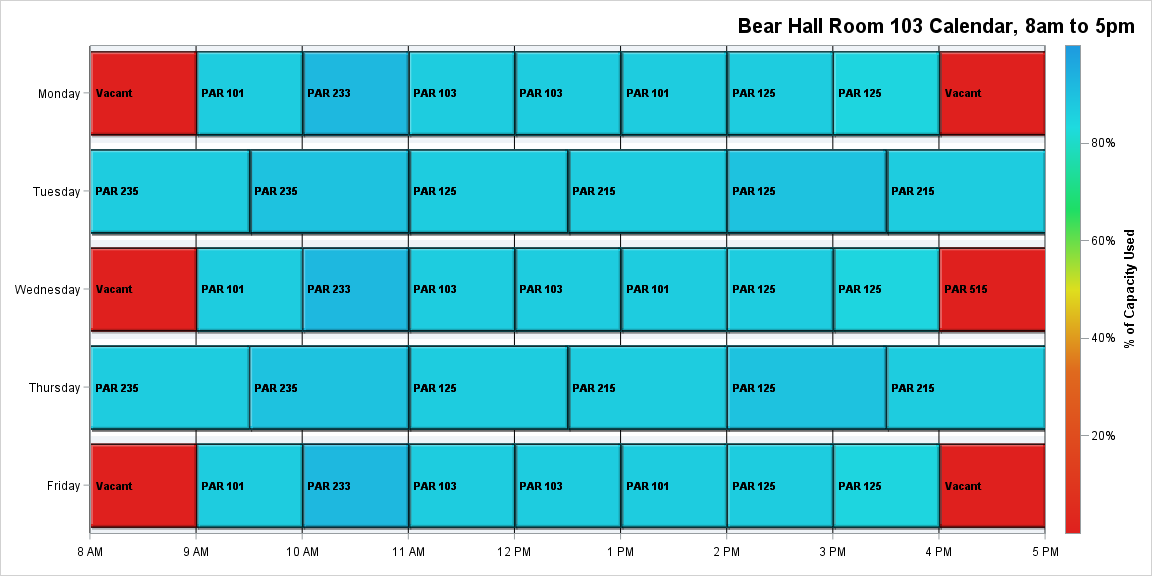 Bear Hall Room 103 Calendar, 8am to 5pm
Monday
Vacant PAR 101 PAR 233 PAR 103 PAR 103 PAR 101 PAR 125 PAR 125 Vacant
Tuesday
PAR 235 PAR 235 PAR 125 PAR 215 PAR 125 PAR 215
Wednesday
Vacant PAR 101 PAR 233 PAR 103 PAR 103 PAR 101 PAR 125 PAR 125 PAR 515
Thursday
PAR 235 PAR 235 PAR 125 PAR 215 PAR 125 PAR 215
Friday
Vacant PAR 101 PAR 233 PAR 103 PAR 103 PAR 101 PAR 125 PAR 125 Vacant
8 AM 9 AM 10 AM 11 AM 12 PM 1 PM 2 PM 3 PM 4 PM 5 PM
80%
60%
40%
20%
% of Capacity Used